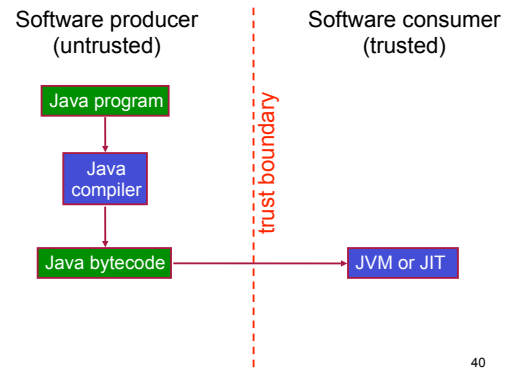 Software producer
(untrusted)
Software consumer
(trusted)
Java program
Java
compiler
Java bytecode
trust boundary
JVM or JIT
40